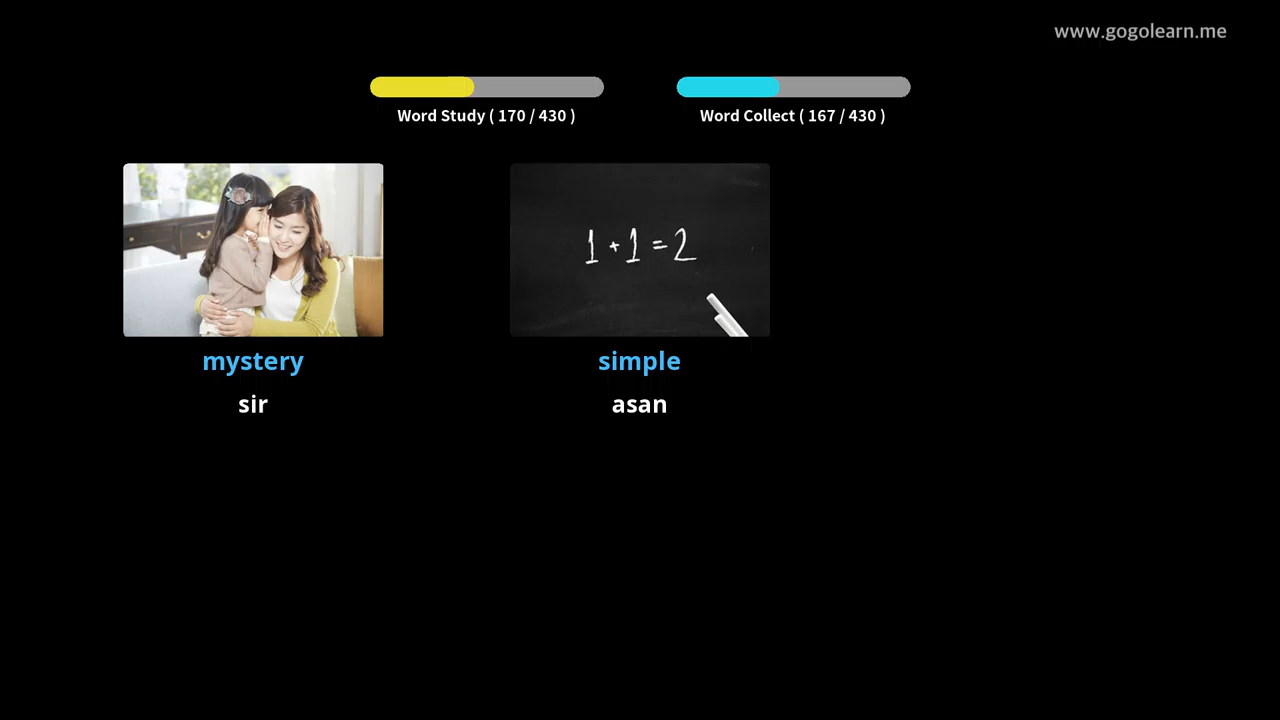 www.gogolearn.me
Word Study ( 170 / 430 )
Word Collect ( 167 / 430 )
1 + 1 = 2
mystery
simple
sir
asan